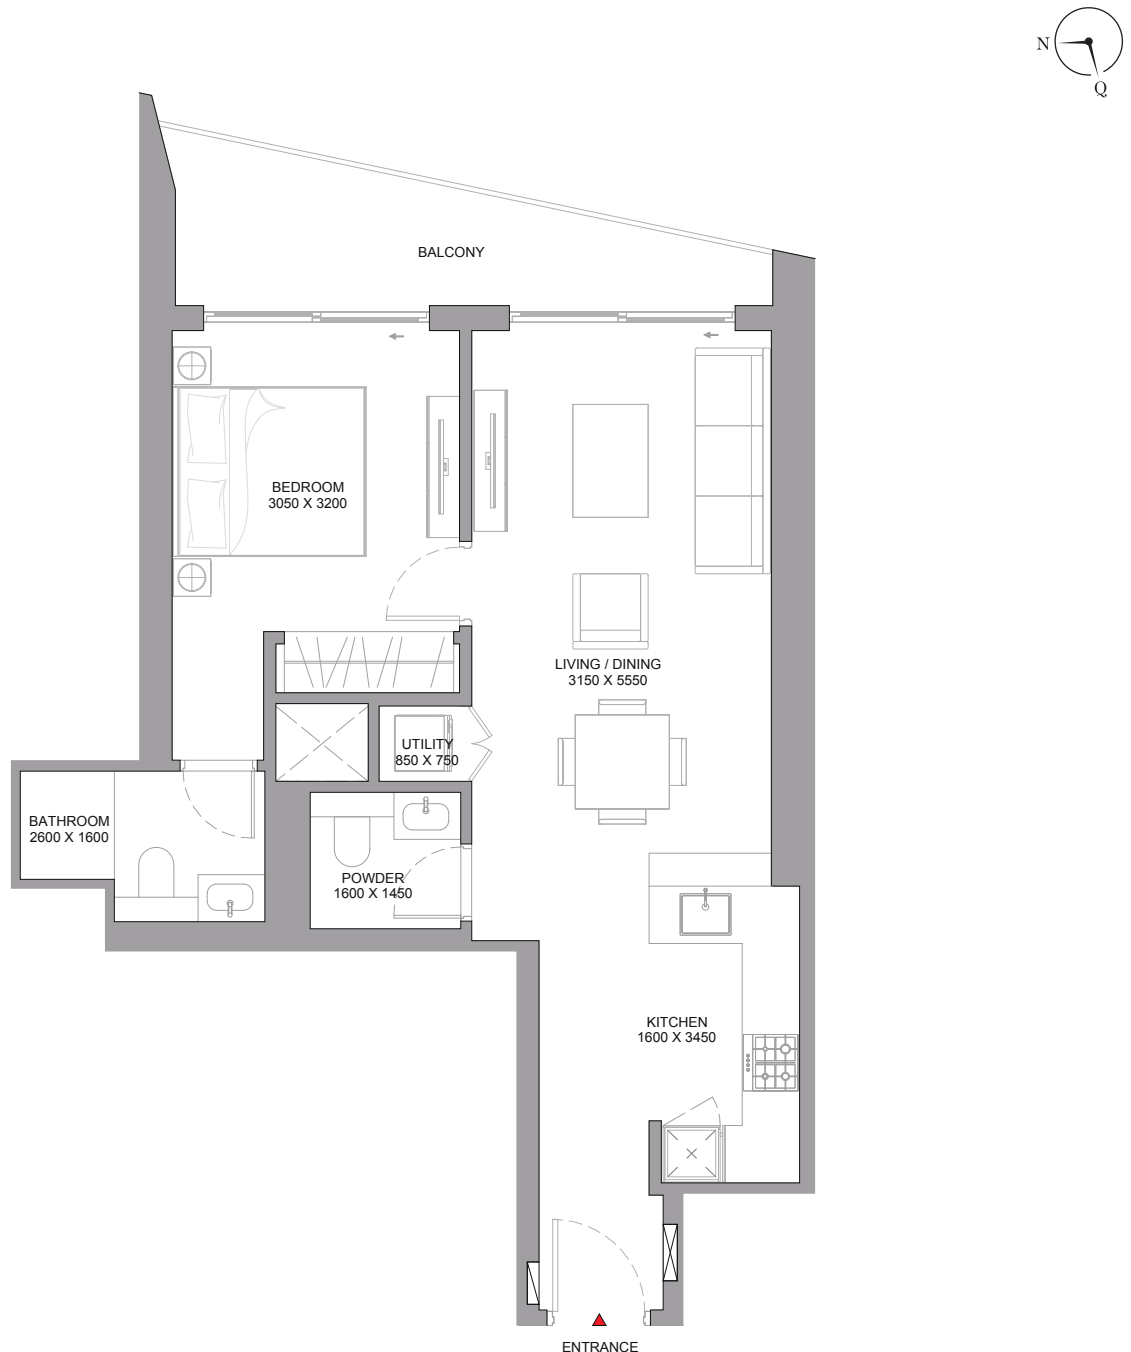 N
Q
BALCONY
BEDROOM
3050 X 3200
LIVING / DINING
3150 X 5550
UTILITY
850 X 750
BATHROOM
2600 X 1600
POWDER
1600 X 1450
KITCHEN
1600 X 3450
ENTRANCE